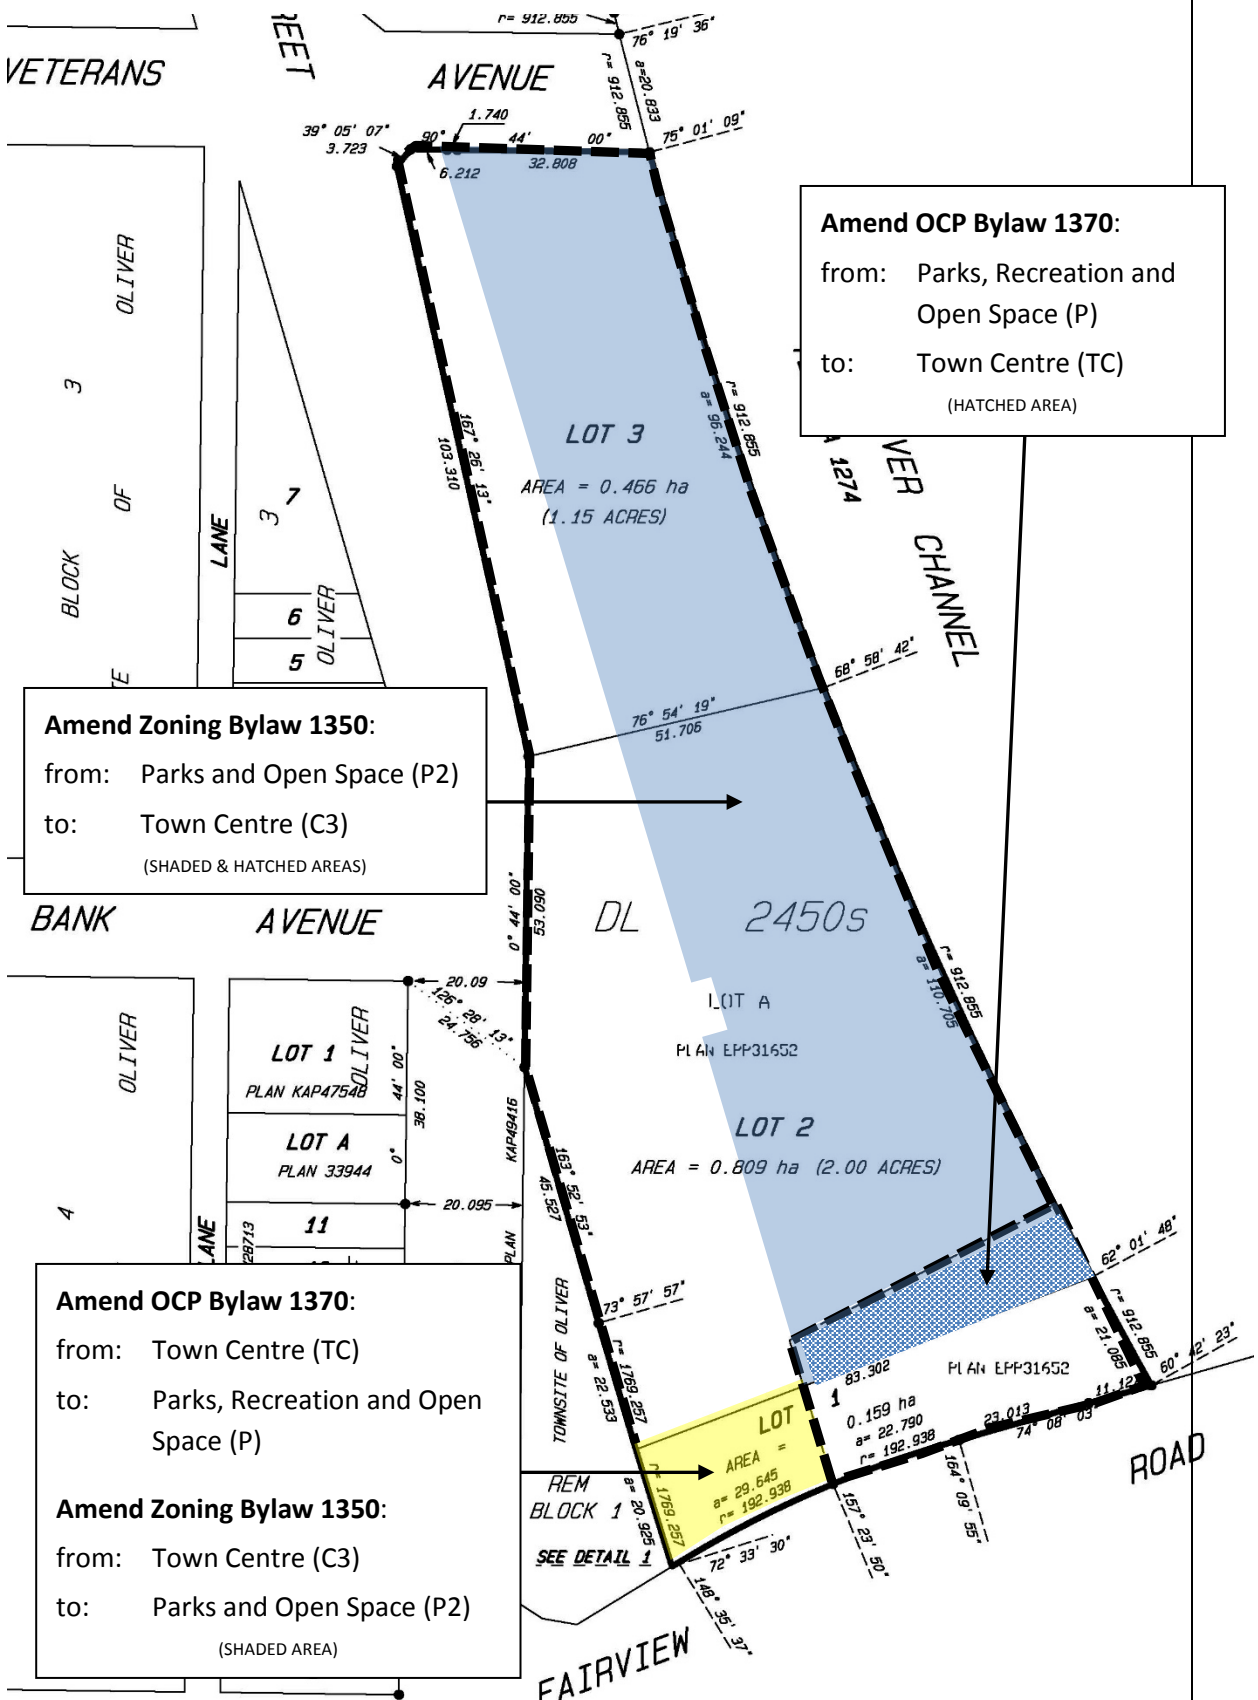 r= 912.855
76° 19' 36"
REET
VETERANS
AVENUE
r= 912.855
a=20.833
1.740
39° 05' 07"
3.723
90° 44' 00"
32.808
6.212
75° 01' 09"
Amend OCP Bylaw 1370:
from: Parks, Recreation and
Open Space (P)
to: Town Centre (TC)
(HATCHED AREA)
OLIVER
3
OF
BLOCK
OLIVER
3
7
LANE
6
5
167° 26' 13"
103.310
LOT 3
AREA = 0.466 ha
(1.15 ACRES)
r= 912.855
a= 96.244
A 1274
VER
CHANNEL
68° 58' 42"
76° 54' 19"
51.706
TE
Amend Zoning Bylaw 1350:
from: Parks and Open Space (P2)
to: Town Centre (C3)
(SHADED & HATCHED AREAS)
BANK
AVENUE
0° 44' 00"
53.090
DL 2450s
r= 912.855
a= 110.705
20.09
126° 28' 13"
24.756
LOT A
PLAN EPP31652
OLIVER
LOT 1
OLIVER
PLAN KAP47548
0° 44' 00"
38.100
LOT A
PLAN 33944
KAP49416
PLAN
LOT 2
AREA = 0.809 ha (2.00 ACRES)
163° 52' 53"
45.527
20.095
4
11
LANE
28713
62° 01' 48"
73° 57' 57"
TOWNSITE OF OLIVER
r= 1769.257
a= 22.533
r= 912.855
a= 21.085
60° 42' 23"
83.302
PLAN EPP31652
Amend OCP Bylaw 1370:
from: Town Centre (TC)
to: Parks, Recreation and Open
Space (P)
Amend Zoning Bylaw 1350:
from: Town Centre (C3)
to: Parks and Open Space (P2)
(SHADED AREA)
LOT 1
AREA = 0.159 ha
a= 22.790
r= 192.938
a= 29.645
r= 192.938
23.013
74° 08' 03"
11.12
ROAD
164° 09' 55"
157° 23' 50"
r= 1769.257
a= 20.925
REM
BLOCK 1
SEE DETAIL 1
72° 33' 30"
148° 35' 37"
FAIRVIEW